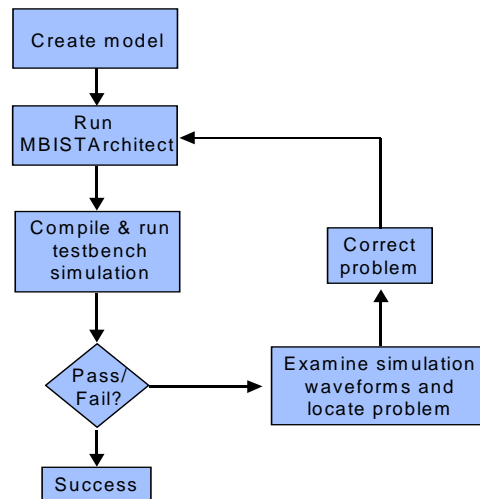 Create model
Run
MBISTArchitect
Compile & run
testbench
simulation
Correct
problem
Pass/
Fail?
Examine simulation
waveforms and
locate problem
Success